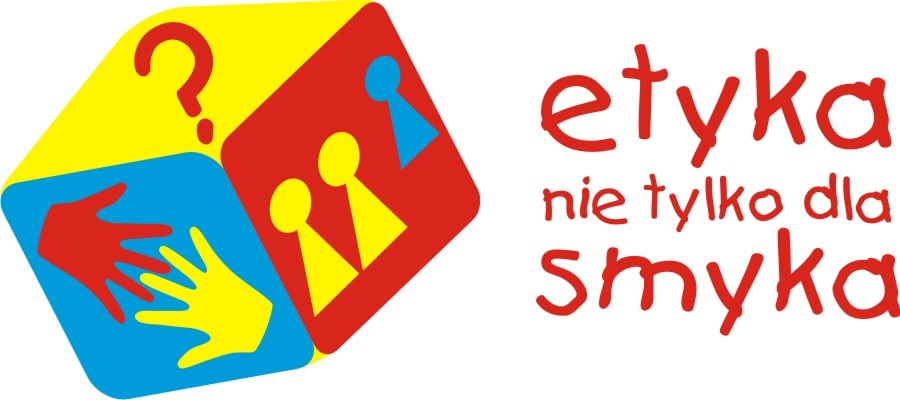 ?
etyka
nie tylko dla
smyka